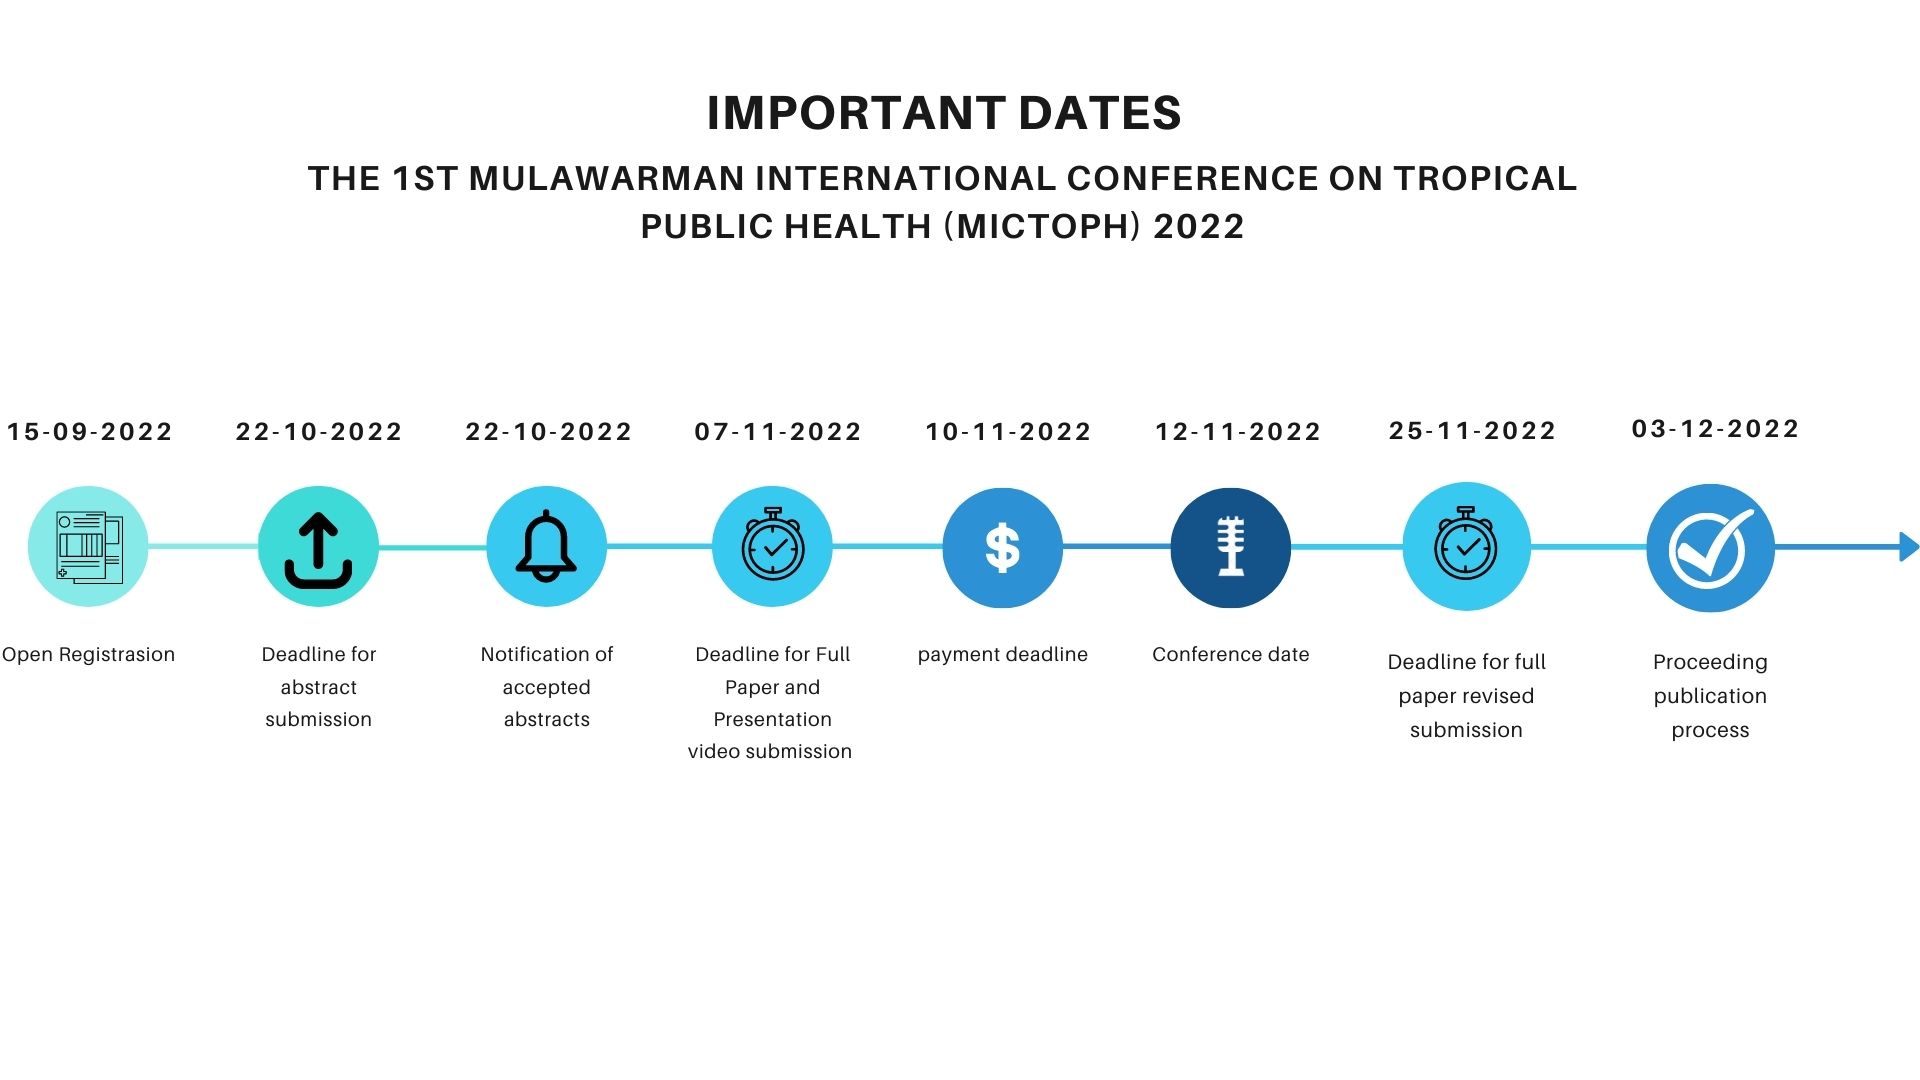 IMPORTANT DATES
THE 1ST MULAWARMAN INTERNATIONAL CONFERENCE ON TROPICAL
PUBLIC HEALTH (MICTOPH) 2022
15-09-2022
22-10-2022
22-10-2022
07-11-2022
10-11-2022
12-11-2022
25-11-2022
03-12-2022
$
Open Registrasion
Deadline for
abstract
submission
Notification of
accepted
abstracts
Deadline for Full
Paper and
Presentation
video submission
payment deadline
Conference date
Deadline for full
paper revised
submission
Proceeding
publication
process